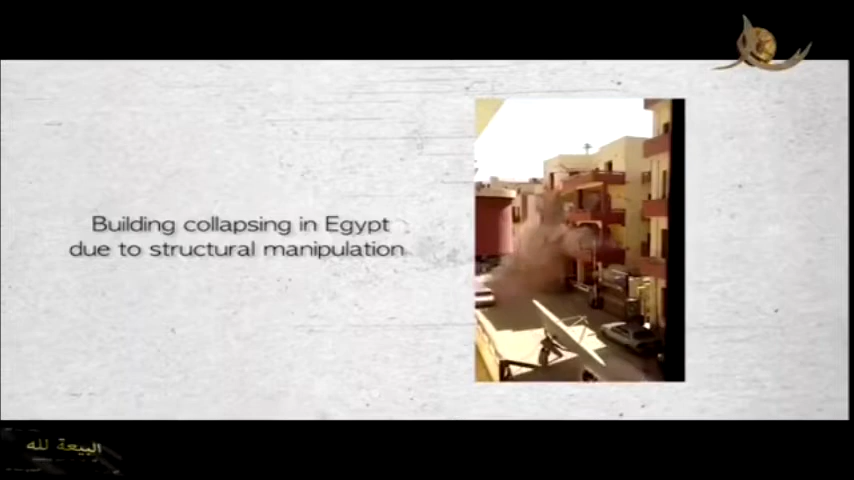 Building collapsing in Egypt
due to structural manipulation
البيعة لله